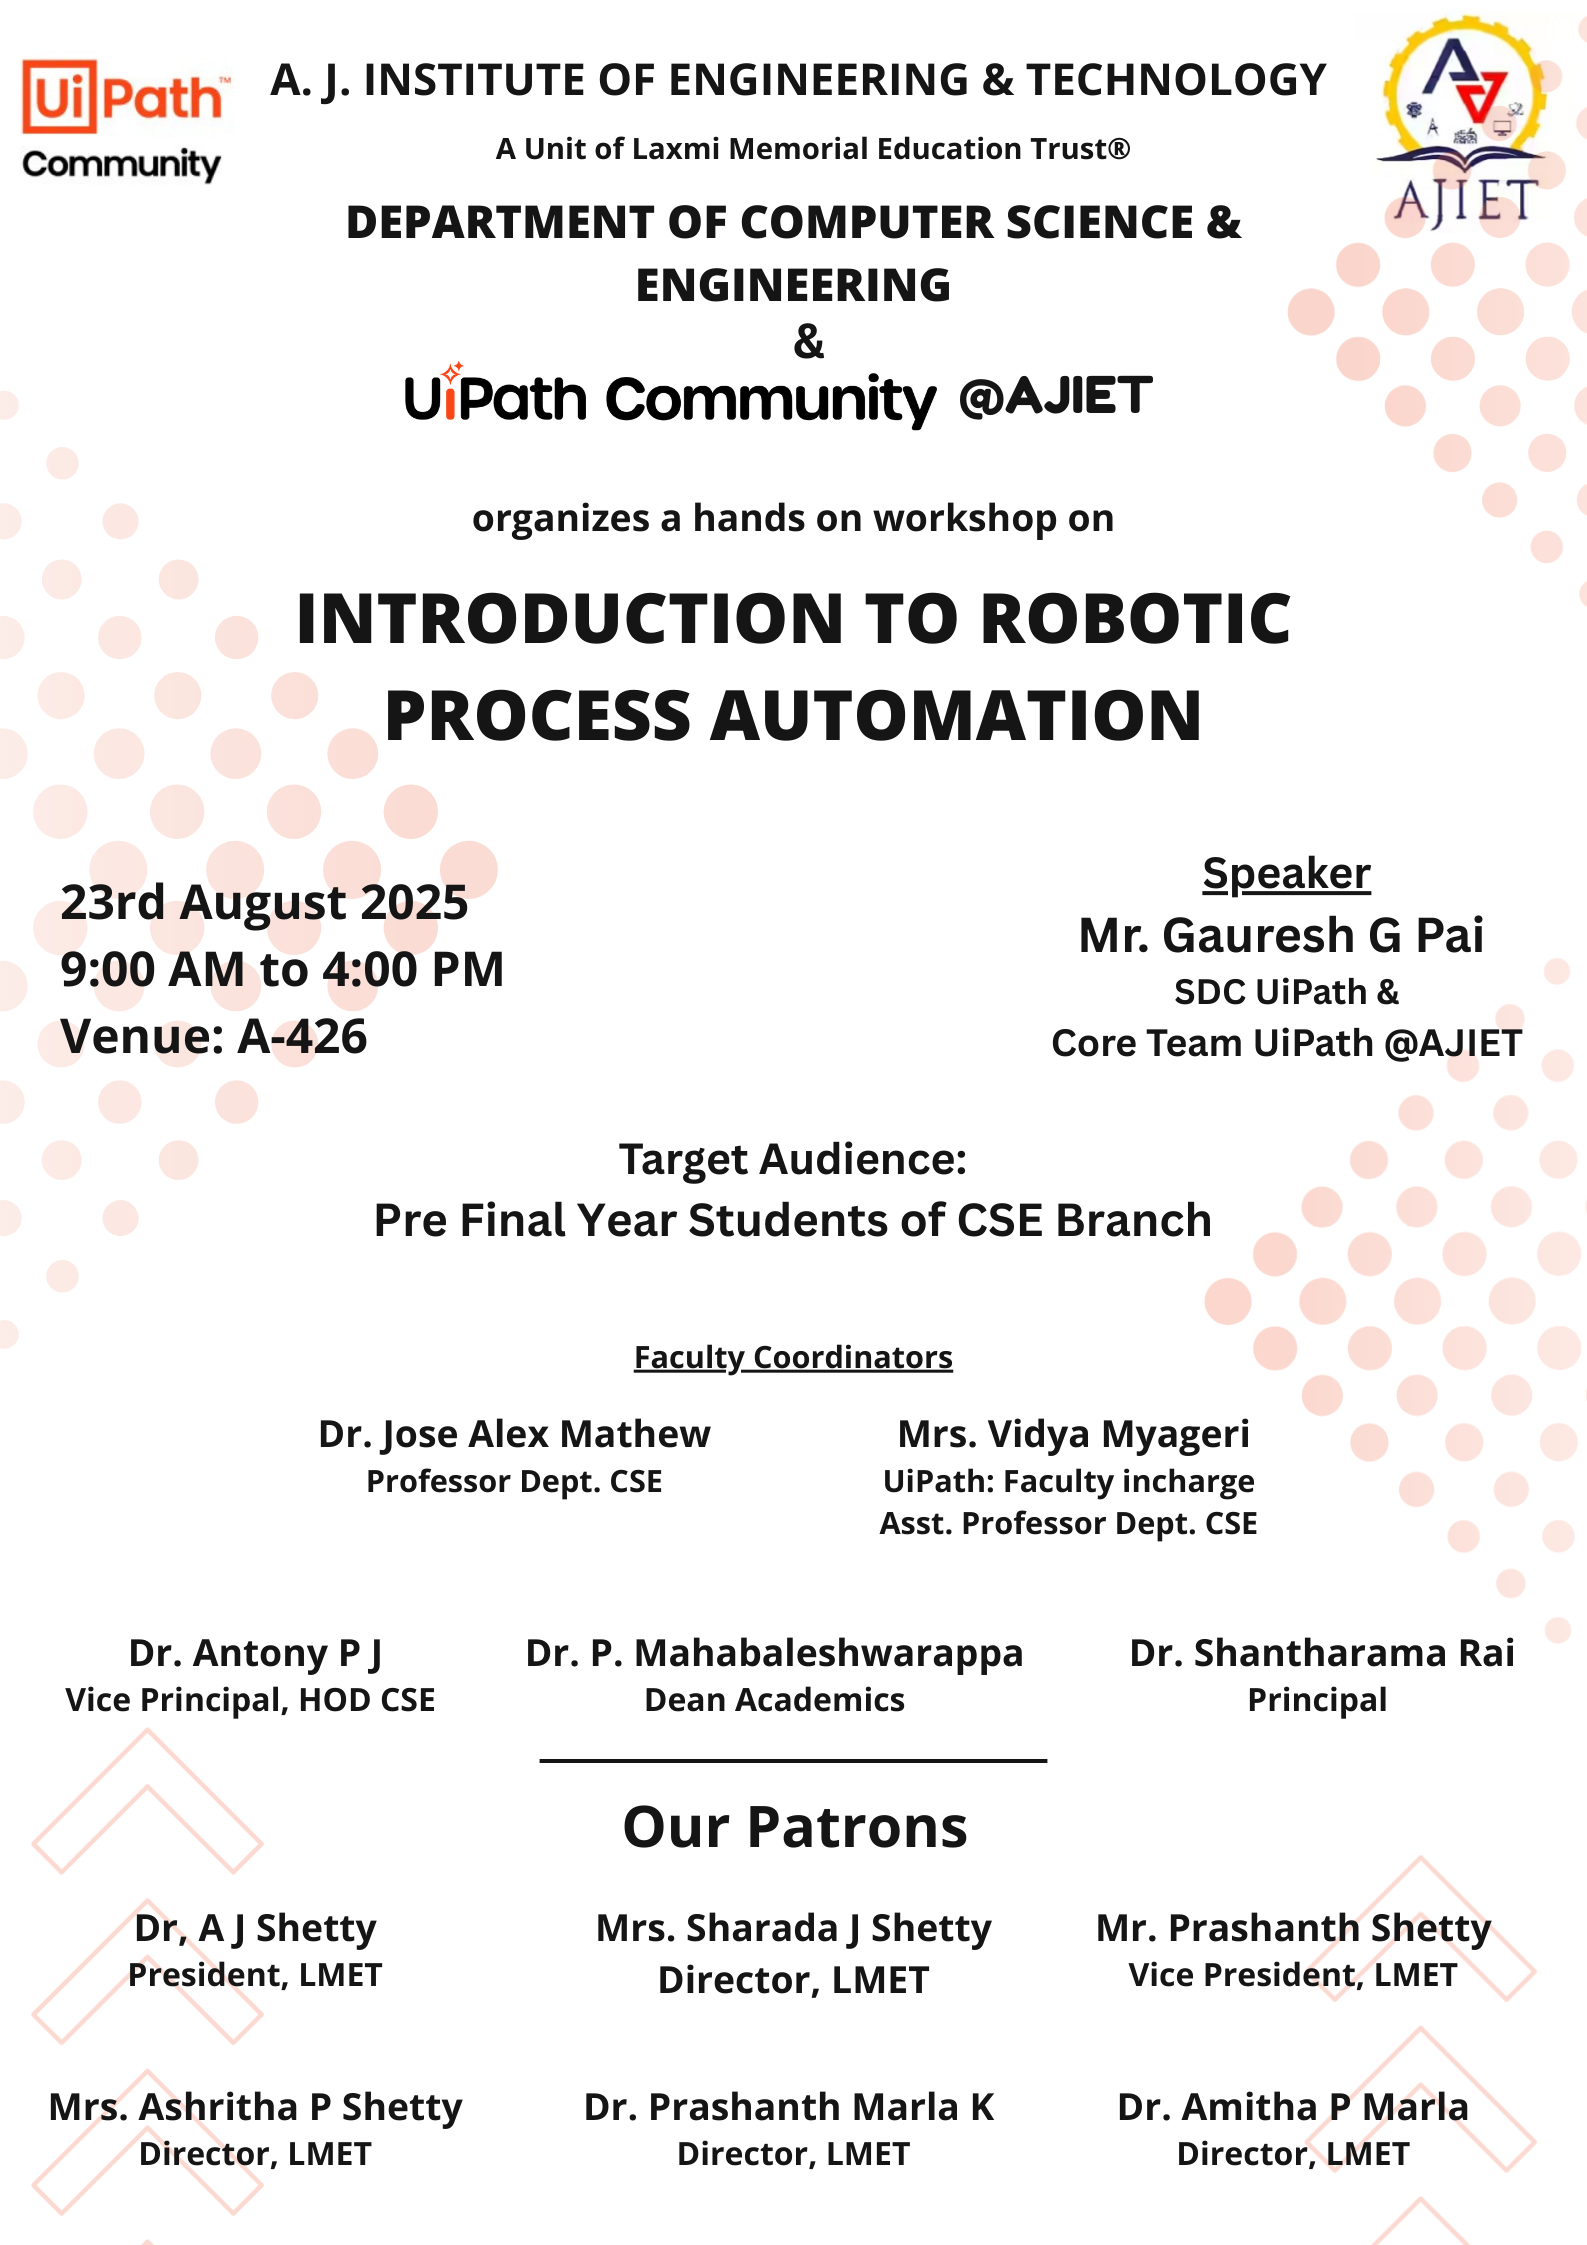 UiPath™
Community
A. J. INSTITUTE OF ENGINEERING & TECHNOLOGY
A Unit of Laxmi Memorial Education Trust®
AJIET
DEPARTMENT OF COMPUTER SCIENCE &
ENGINEERING
&
UiPath Community @AJIET
organizes a hands on workshop on
INTRODUCTION TO ROBOTIC
PROCESS AUTOMATION
23rd August 2025
9:00 AM to 4:00 PM
Venue: A-426
Speaker
Mr. Gauresh G Pai
SDC UiPath &
Core Team UiPath @AJIET
Target Audience:
Pre Final Year Students of CSE Branch
Faculty Coordinators
Dr. Jose Alex Mathew
Professor Dept. CSE
Mrs. Vidya Myageri
UiPath: Faculty incharge
Asst. Professor Dept. CSE
Dr. Antony P J
Vice Principal, HOD CSE
Dr. P. Mahabaleshwarappa
Dean Academics
Dr. Shantharama Rai
Principal
Our Patrons
Dr, A J Shetty
President, LMET
Mrs. Sharada J Shetty
Director, LMET
Mr. Prashanth Shetty
Vice President, LMET
Mrs. Ashritha P Shetty
Director, LMET
Dr. Prashanth Marla K
Director, LMET
Dr. Amitha P Marla
Director, LMET